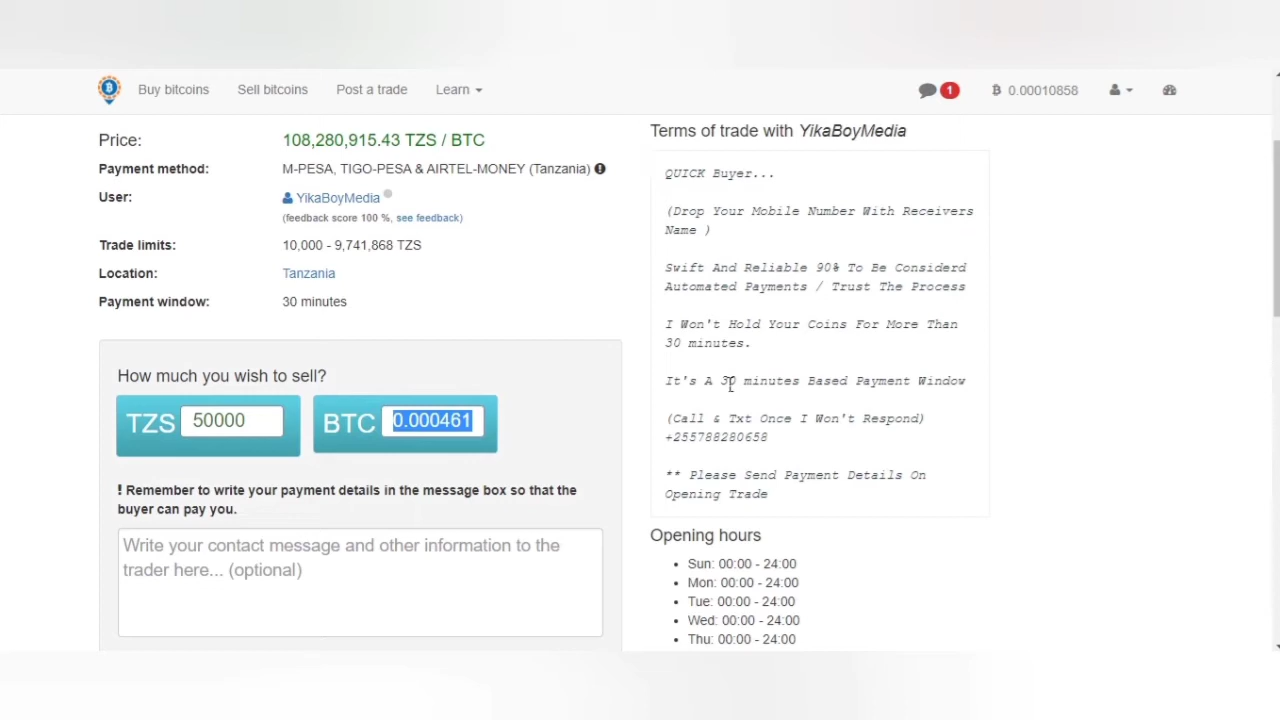 Buy bitcoins Sell bitcoins Post a trade Learn 1 0.00010858
Price: 108,280,915.43 TZS / BTC
Payment method: M-PESA, TIGO-PESA & AIRTEL-MONEY (Tanzania)
User: YikaBoyMedia
(feedback score 100 %, see feedback)
Trade limits: 10,000 - 9,741,868 TZS
Location: Tanzania
Payment window: 30 minutes
How much you wish to sell?
TZS 50000 BTC 0.000461
! Remember to write your payment details in the message box so that the
buyer can pay you.
Write your contact message and other information to the
trader here... (optional)
Terms of trade with YikaBoyMedia
QUICK Buyer...
(Drop Your Mobile Number With Receivers
Name )
Swift And Reliable 90% To Be Considerd
Automated Payments / Trust The Process
I Won't Hold Your Coins For More Than
30 minutes.
It's A 30 minutes Based Payment Window
(Call & Txt Once I Won't Respond)
+255788280658
** Please Send Payment Details On
Opening Trade
Opening hours
Sun: 00:00 - 24:00
Mon: 00:00 - 24:00
Tue: 00:00 - 24:00
Wed: 00:00 - 24:00
Thu: 00:00 - 24:00